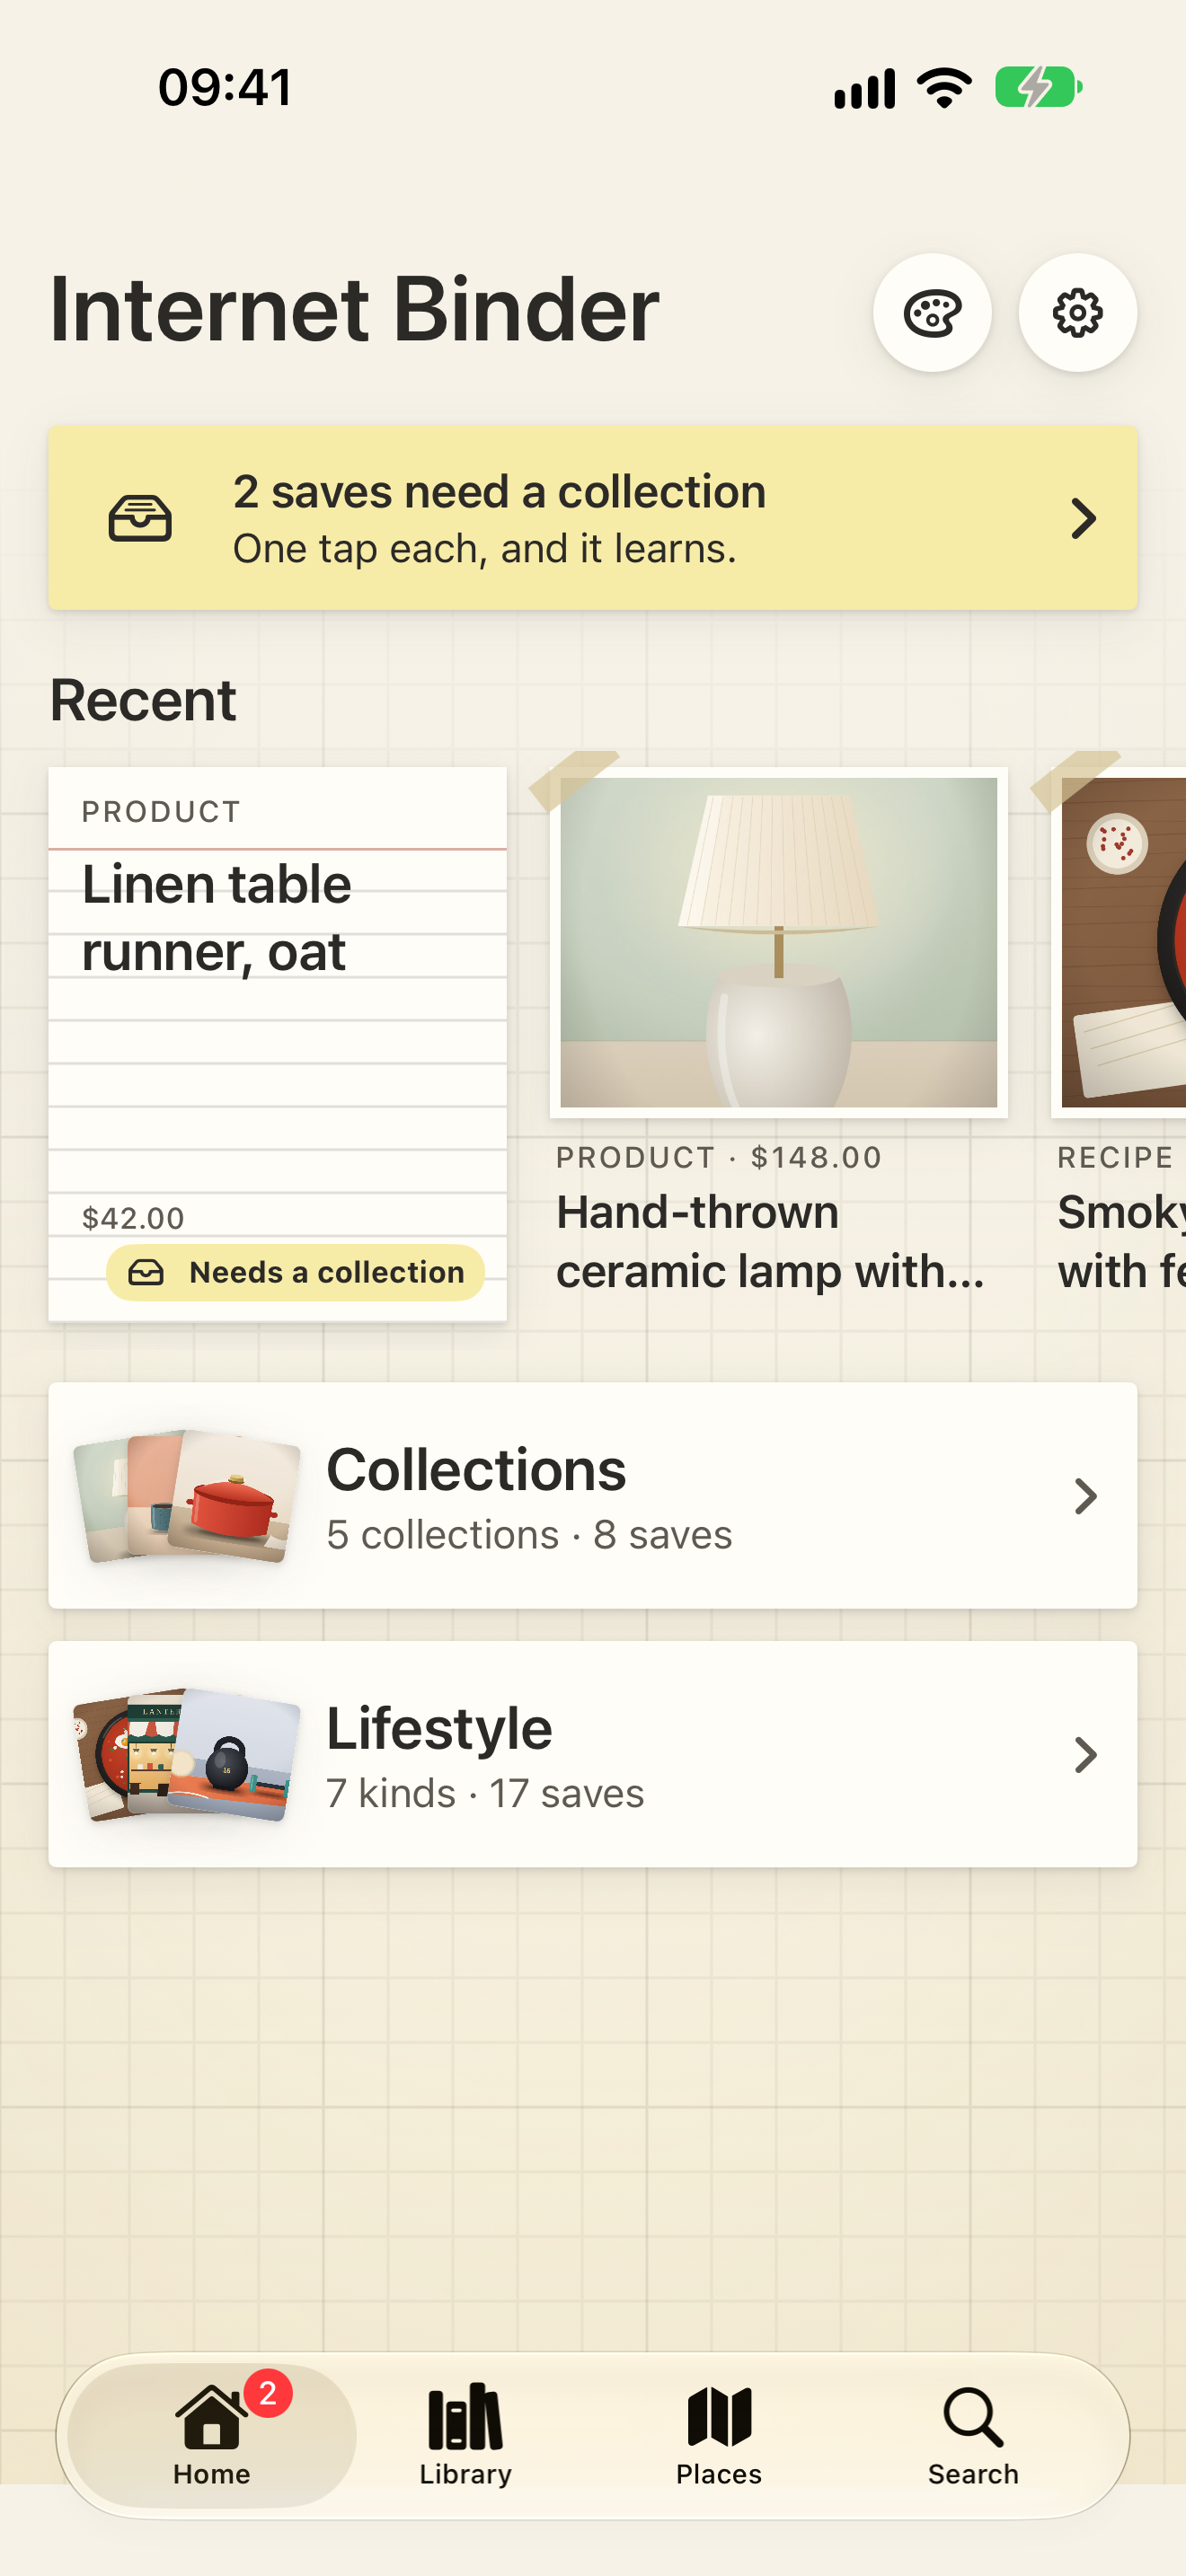 09:41
Internet Binder
2 saves need a collection
One tap each, and it learns.
Recent
PRODUCT
Linen table
runner, oat
$42.00
Needs a collection
PRODUCT · $148.00
Hand-thrown
ceramic lamp with...
RECIPE
Smoky
with fe
Collections
5 collections · 8 saves
LANTER
Lifestyle
7 kinds · 17 saves
2
Home
Library
Places
Search